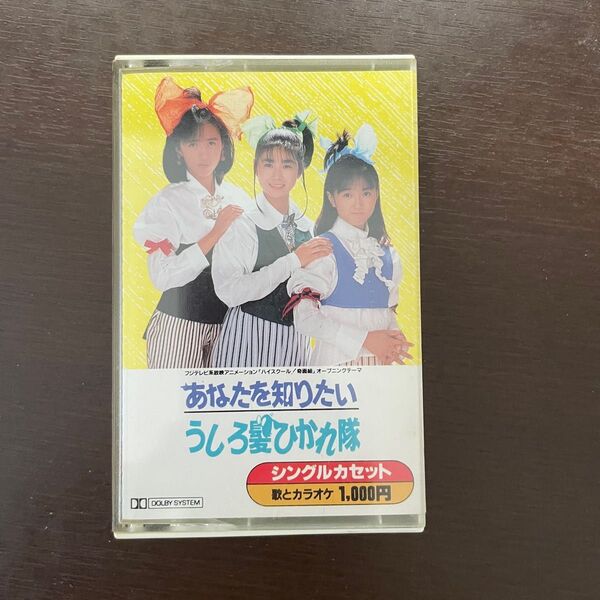 フジテレビ系放映アニメーション「ハイスクール!奇面組」オープニングテーマ
あなたを知りたい
うしろ髪ひかれ隊
シングルカセット
歌とカラオケ 1,000円
DOLBY SYSTEM